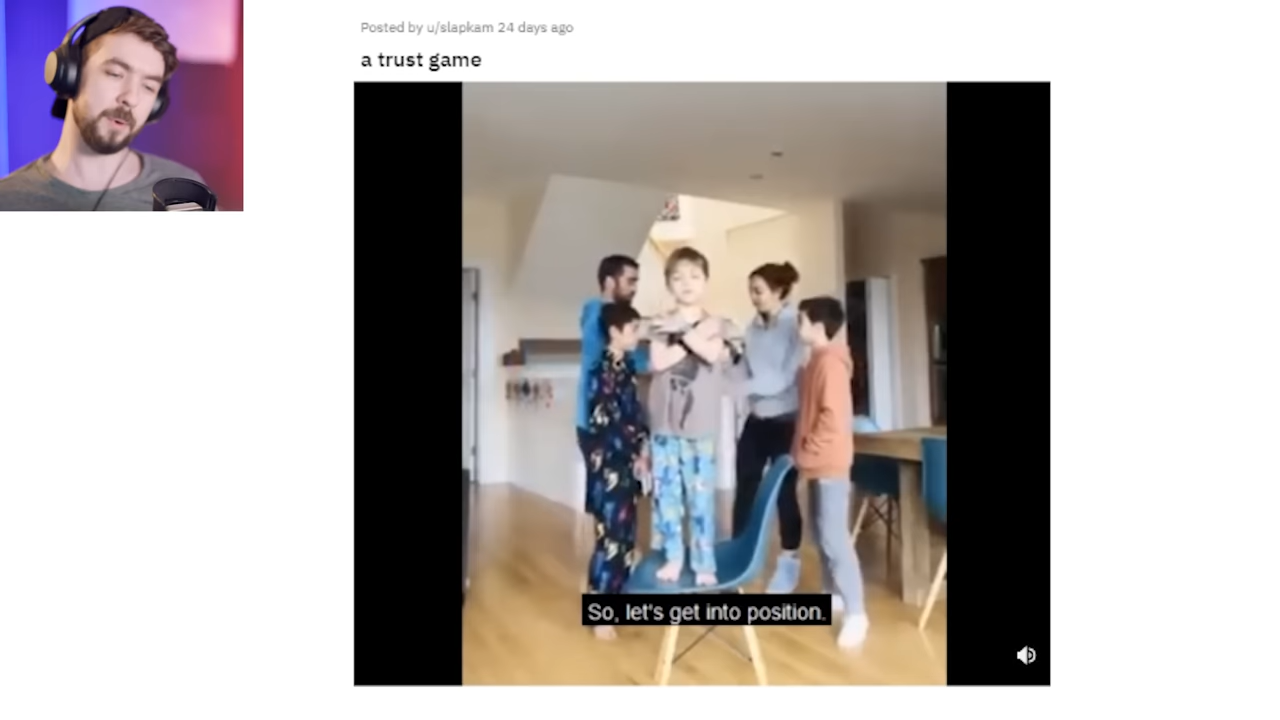 Posted by u/slapkam 24 days ago
a trust game
So, let's get into position.